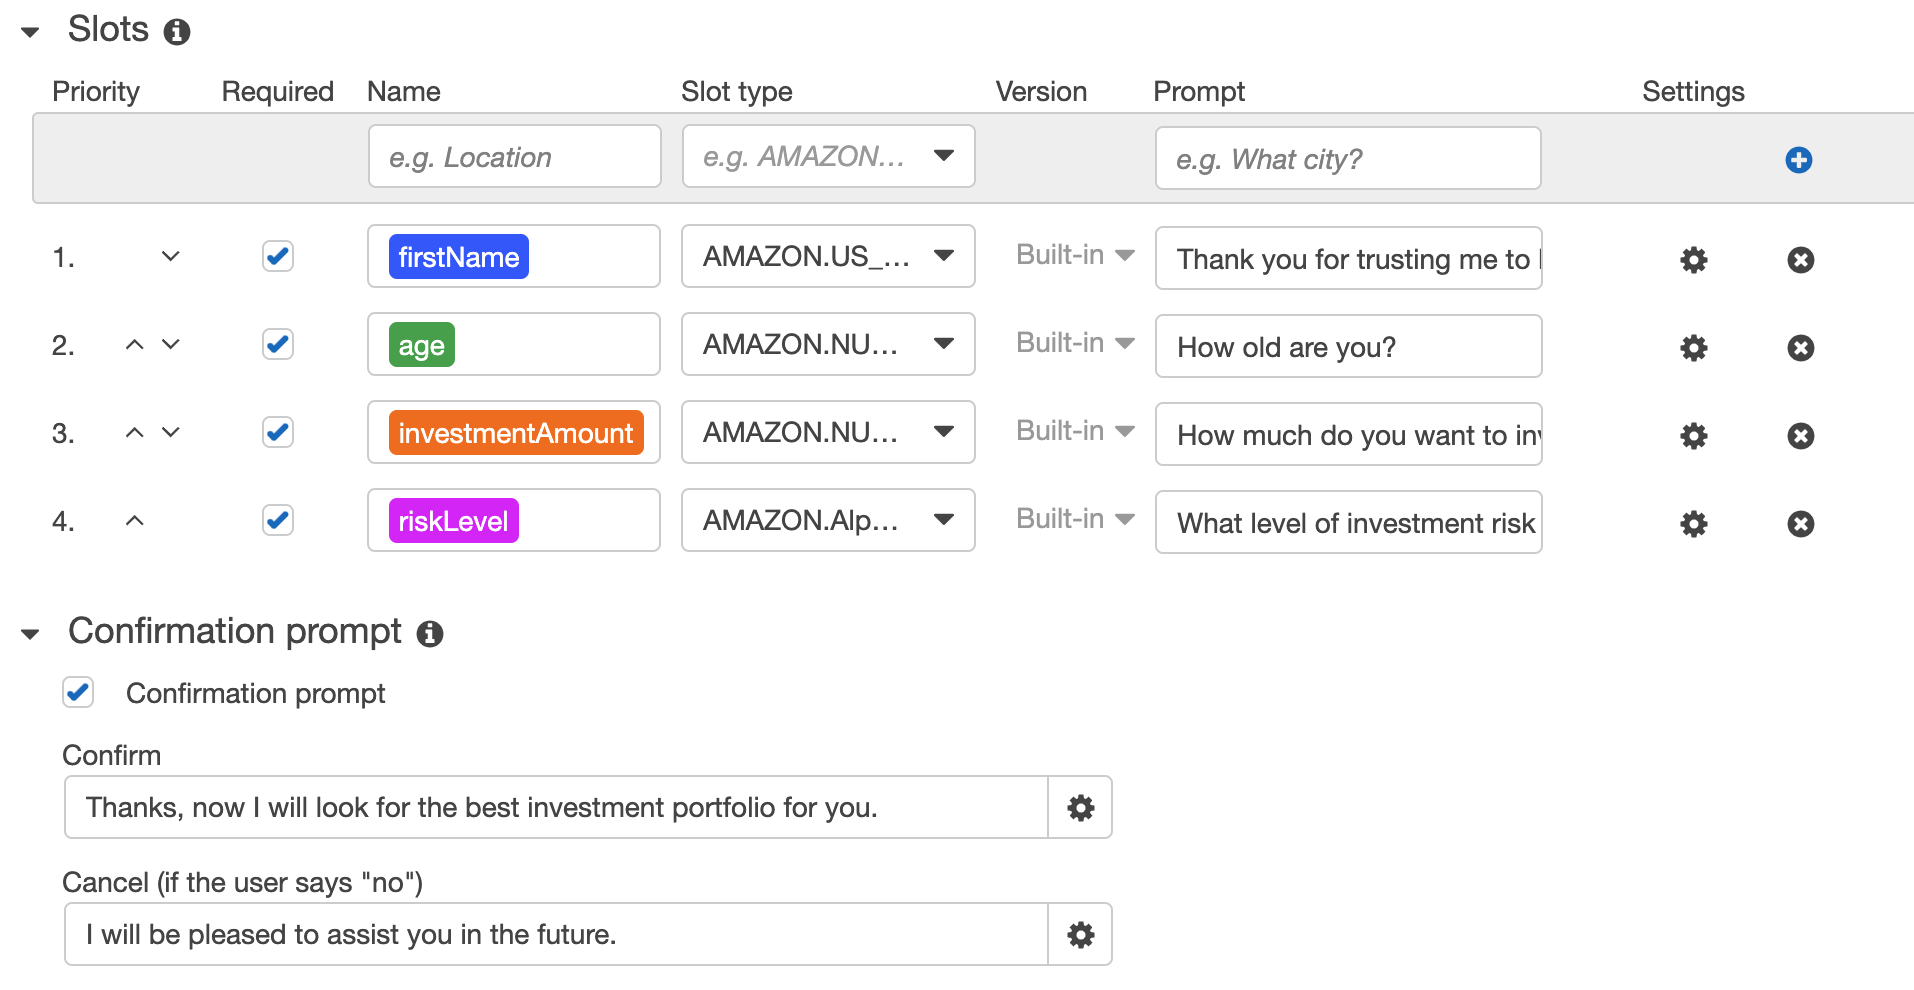 Slots
Priority Required Name Slot type Version Prompt Settings
e.g. Location e.g. AMAZON... e.g. What city?
1. firstName AMAZON.US_... Built-in Thank you for trusting me to
2. age AMAZON.NU... Built-in How old are you?
3. investmentAmount AMAZON.NU... Built-in How much do you want to
4. riskLevel AMAZON.Alp... Built-in What level of investment risk
Confirmation prompt
Confirmation prompt
Confirm
Thanks, now I will look for the best investment portfolio for you.
Cancel (if the user says "no")
I will be pleased to assist you in the future.